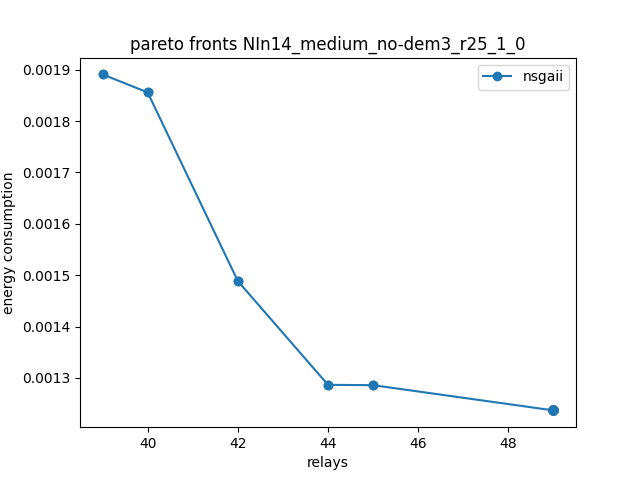 pareto fronts NIn14_medium_no-dem3_r25_1_0
nsgaii
energy consumption
0.0019
0.0018
0.0017
0.0016
0.0015
0.0014
0.0013
40 42 44 46 48
relays